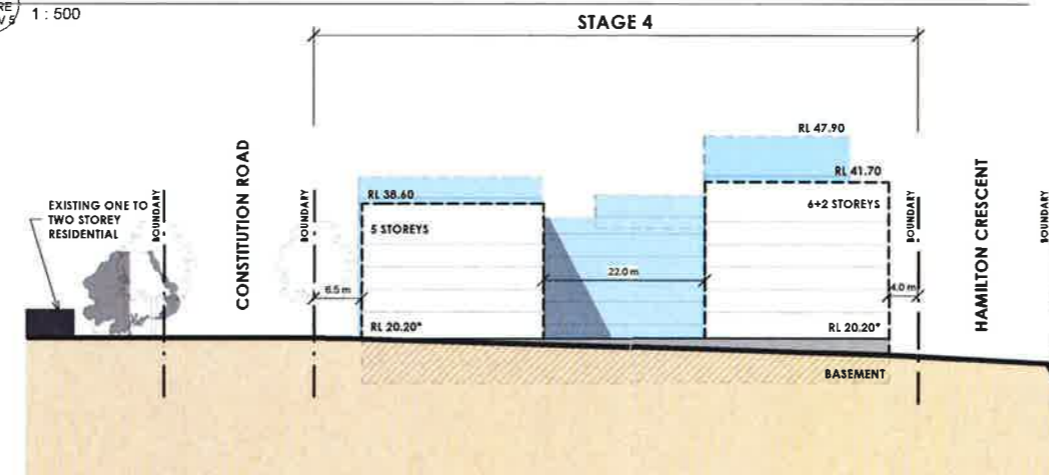 RE
V 5
1 : 500
STAGE 4
RL 47.90
RL 41.70
RL 38.60
6+2 STOREYS
5 STOREYS
EXISTING ONE TO
TWO STOREY
RESIDENTIAL
BOUNDARY
CONSTITUTION ROAD
BOUNDARY
6.5 m
22.0 m
4.0 m
BOUNDARY
HAMILTON CRESCENT
BOUNDARY
RL 20.20*
RL 20.20*
BASEMENT